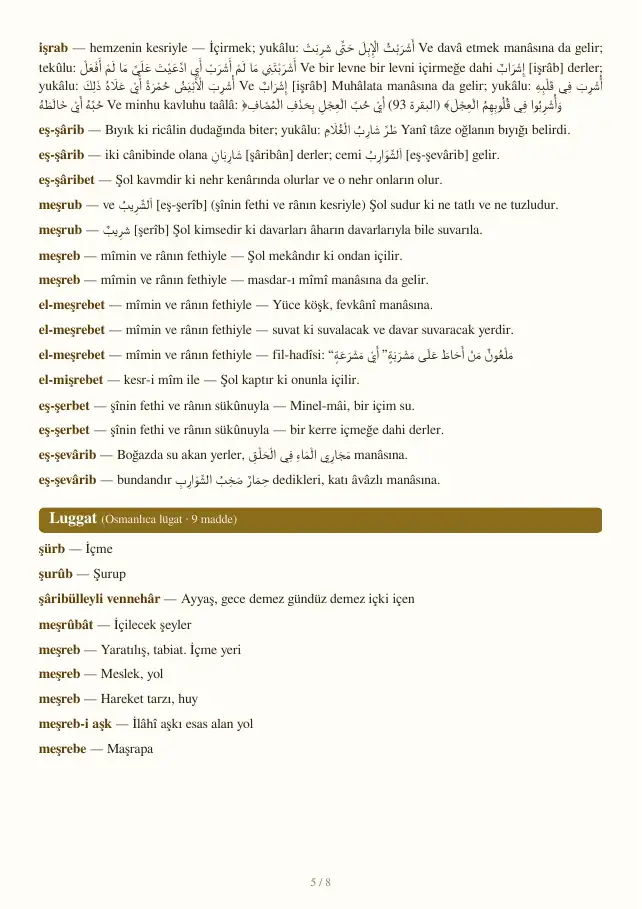 işrab — hemzenin kesriyle — İçirmek; yukâlu: أَشْرَبْتُ الْإِبِلَ حَتَّى شَرِبَتْ Ve davâ etmek manâsına da gelir;
tekûlu: أَشْرَبْتَنِي مَا لَمْ أَشْرَبْ أَيِ ادَّعَيْتَ عَلَيَّ مَا لَمْ أَفْعَلْ Ve bir levne bir levni içirmeğe dahi إِشْرَابٌ [işrâb] derler;
yukâlu: أُشْرِبَ الْأَبْيَضُ حُمْرَةً أَيْ عَلَاهُ ذَلِكَ Ve إِشْرَابٌ [işrâb] Muhâlata manâsına da gelir; yukâlu: أُشْرِبَ فِي قَلْبِهِ
حُبُّهُ أَيْ خَالَطَهُ Ve minhu kavluhu taâlâ: ﴿وَأُشْرِبُوا فِي قُلُوبِهِمُ الْعِجْلَ﴾ (البقرة 93) أَيْ حُبَّ الْعِجْلِ بِحَذْفِ الْمُضَافِ
eş-şârib — Bıyık ki ricâlin dudağında biter; yukâlu: طَرَّ شَارِبُ الْغُلَامِ Yanî tâze oğlanın bıyığı belirdi.
eş-şârib — iki cânibinde olana شَارِبَانِ [şâribân] derler; cemi اَلشَّوَارِبُ [eş-şevârib] gelir.
eş-şâribet — Şol kavmdir ki nehr kenârında olurlar ve o nehr onların olur.
meşrub — ve اَلشَّرِيبُ [eş-şerîb] (şînin fethi ve rânın kesriyle) Şol sudur ki ne tatlı ve ne tuzludur.
meşrub — شَرِيبٌ [şerîb] Şol kimsedir ki davarları âharın davarlarıyla bile suvarıla.
meşreb — mîmin ve rânın fethiyle — Şol mekândır ki ondan içilir.
meşreb — mîmin ve rânın fethiyle — masdar-ı mîmî manâsına da gelir.
el-meşrebet — mîmin ve rânın fethiyle — Yüce köşk, fevkânî manâsına.
el-meşrebet — mîmin ve rânın fethiyle — suvat ki suvalacak ve davar suvaracak yerdir.
el-meşrebet — mîmin ve rânın fethiyle — fil-hadîsi: “مَلْعُونٌ مَنْ أَحَاطَ عَلَى مَشْرَبَةٍ” أَيْ مَشْرَعَةٍ
el-mişrebet — kesr-i mîm ile — Şol kaptır ki onunla içilir.
eş-şerbet — şînin fethi ve rânın sükûnuyla — Minel-mâi, bir içim su.
eş-şerbet — şînin fethi ve rânın sükûnuyla — bir kerre içmeğe dahi derler.
eş-şevârib — Boğazda su akan yerler, مَجَارِي الْمَاءِ فِي الْحَلْقِ manâsına.
eş-şevârib — bundandır حِمَارٌ صَخِبُ الشَّوَارِبِ dedikleri, katı âvâzlı manâsına.
Luggat (Osmanlıca lügat · 9 madde)
şürb — İçme
şurûb — Şurup
şâribülleyli vennehâr — Ayyaş, gece demez gündüz demez içki içen
meşrûbât — İçilecek şeyler
meşreb — Yaratılış, tabiat. İçme yeri
meşreb — Meslek, yol
meşreb — Hareket tarzı, huy
meşreb-i aşk — İlâhî aşkı esas alan yol
meşrebe — Maşrapa
5 / 8